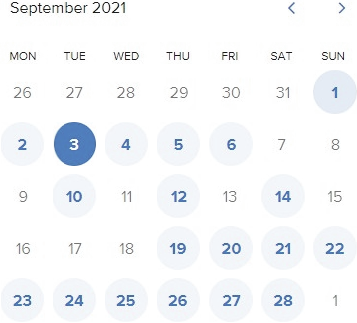 September 2021
MON TUE WED THU FRI SAT SUN
26 27 28 29 30 31 1
2 3 4 5 6 7 8
9 10 11 12 13 14 15
16 17 18 19 20 21 22
23 24 25 26 27 28 1